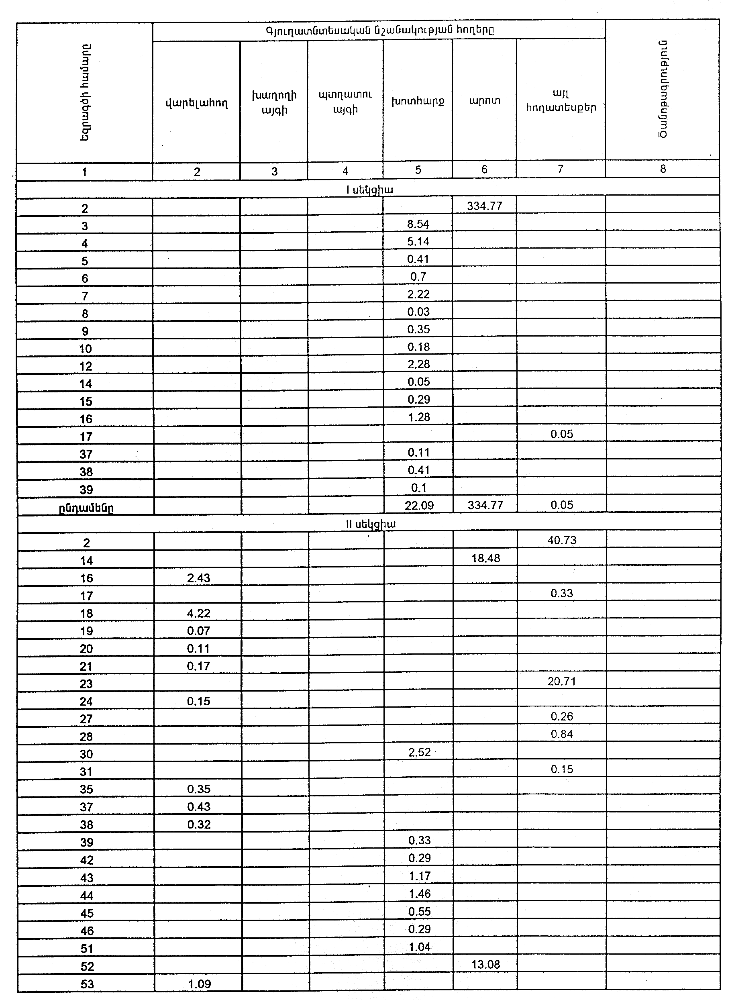 Գյուղատնտեսական նշանակության հողերը
Եզրագծի համարը
վարելահող
խաղողի
այգի
պտղատու
այգի
խոտհարք
արոտ
այլ
հողատեսքեր
Ծանոթագրություն
1 2 3 4 5 6 7 8
I սեկցիա
2 334.77
3 8.54
4 5.14
5 0.41
6 0.7
7 2.22
8 0.03
9 0.35
10 0.18
12 2.28
14 0.05
15 0.29
16 1.28
17 0.05
37 0.11
38 0.41
39 0.1
ընդամենը 22.09 334.77 0.05
II սեկցիա
2 40.73
14 18.48
16 2.43
17 0.33
18 4.22
19 0.07
20 0.11
21 0.17
23 20.71
24 0.15
27 0.26
28 0.84
30 2.52
31 0.15
35 0.35
37 0.43
38 0.32
39 0.33
42 0.29
43 1.17
44 1.46
45 0.55
46 0.29
51 1.04
52 13.08
53 1.09